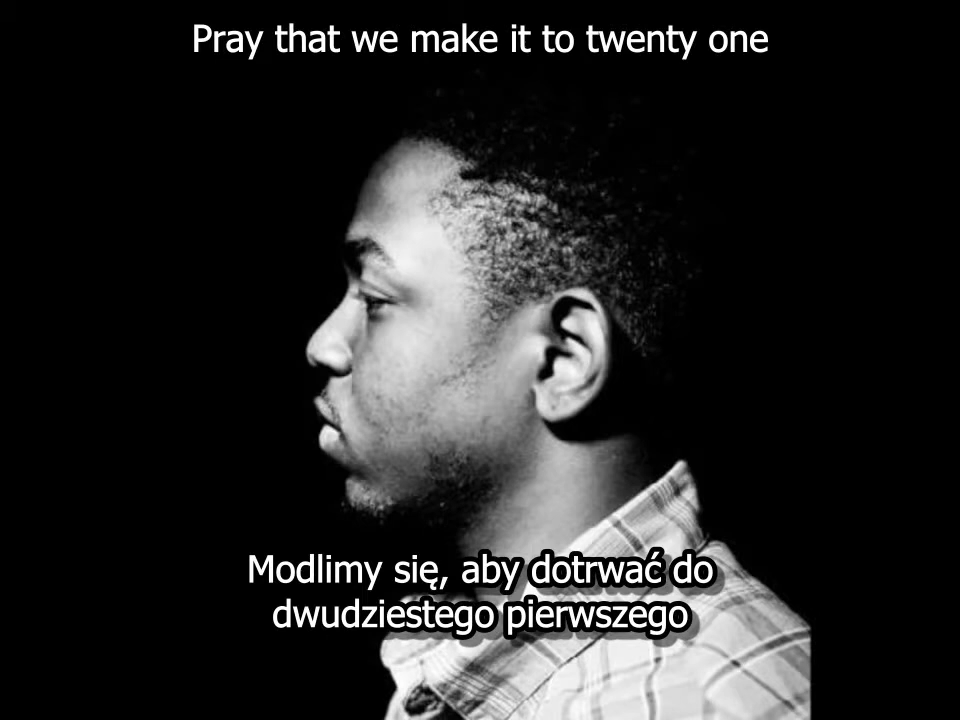 Pray that we make it to twenty one
Modlimy się, aby dotrwać do
dwudziestego pierwszego